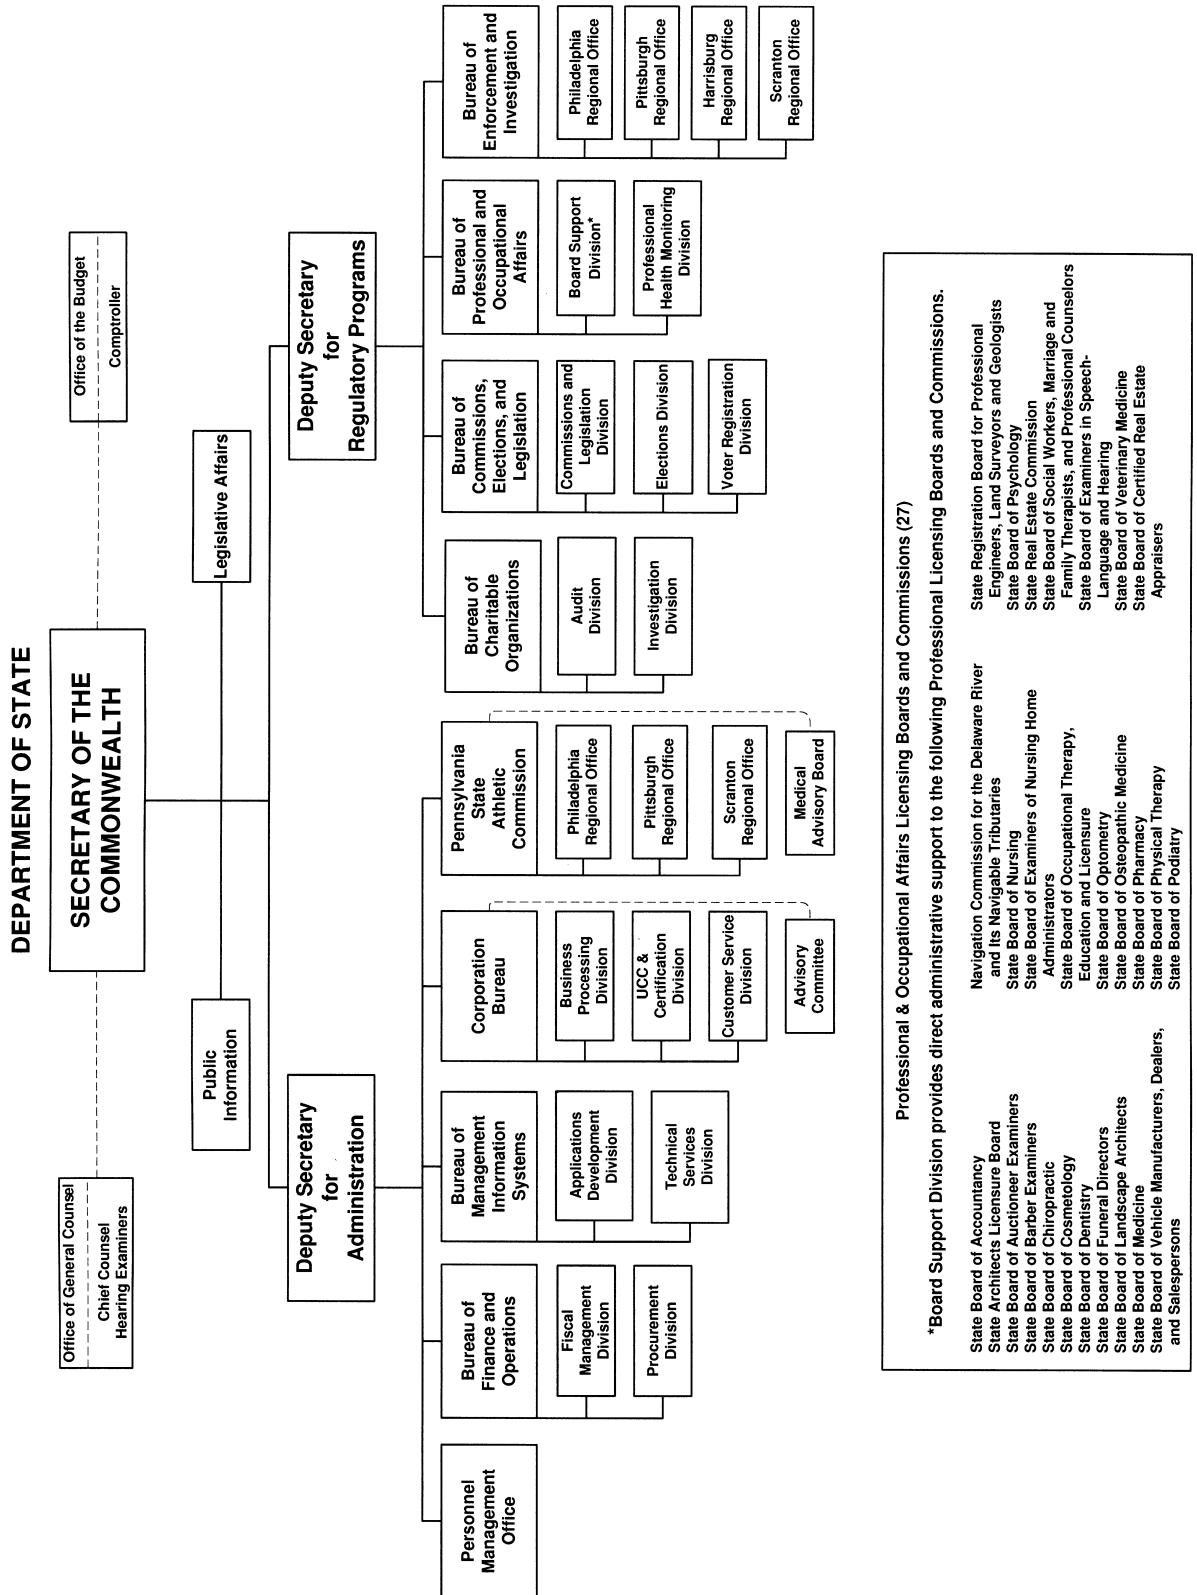 DEPARTMENT OF STATE
SECRETARY OF THE
COMMONWEALTH
Office of General Counsel
Chief Counsel
Hearing Examiners
Office of the Budget
Comptroller
Public
Information
Legislative Affairs
Deputy Secretary
for
Administration
Deputy Secretary
for
Regulatory Programs
Personnel
Management
Office
Bureau of
Finance and
Operations
Fiscal
Management
Division
Procurement
Division
Bureau of
Management
Information
Systems
Applications
Development
Division
Technical
Services
Division
Corporation
Bureau
Business
Processing
Division
UCC &
Certification
Division
Customer Service
Division
Advisory
Committee
Pennsylvania
State
Athletic
Commission
Philadelphia
Regional Office
Pittsburgh
Regional Office
Scranton
Regional Office
Medical
Advisory Board
Bureau of
Charitable
Organizations
Audit
Division
Investigation
Division
Bureau of
Commissions,
Elections, and
Legislation
Commissions and
Legislation
Division
Elections Division
Voter Registration
Division
Bureau of
Professional and
Occupational
Affairs
Board Support
Division*
Professional
Health Monitoring
Division
Bureau of
Enforcement and
Investigation
Philadelphia
Regional Office
Pittsburgh
Regional Office
Harrisburg
Regional Office
Scranton
Regional Office
Professional & Occupational Affairs Licensing Boards and Commissions (27)
*Board Support Division provides direct administrative support to the following Professional Licensing Boards and Commissions.
State Board of Accountancy
State Architects Licensure Board
State Board of Auctioneer Examiners
State Board of Barber Examiners
State Board of Chiropractic
State Board of Cosmetology
State Board of Dentistry
State Board of Funeral Directors
State Board of Landscape Architects
State Board of Medicine
State Board of Vehicle Manufacturers, Dealers,
and Salespersons
Navigation Commission for the Delaware River
and Its Navigable Tributaries
State Board of Nursing
State Board of Examiners of Nursing Home
Administrators
State Board of Occupational Therapy,
Education and Licensure
State Board of Optometry
State Board of Osteopathic Medicine
State Board of Pharmacy
State Board of Physical Therapy
State Board of Podiatry
State Registration Board for Professional
Engineers, Land Surveyors and Geologists
State Board of Psychology
State Real Estate Commission
State Board of Social Workers, Marriage and
Family Therapists, and Professional Counselors
State Board of Examiners in Speech-
Language and Hearing
State Board of Veterinary Medicine
State Board of Certified Real Estate
Appraisers